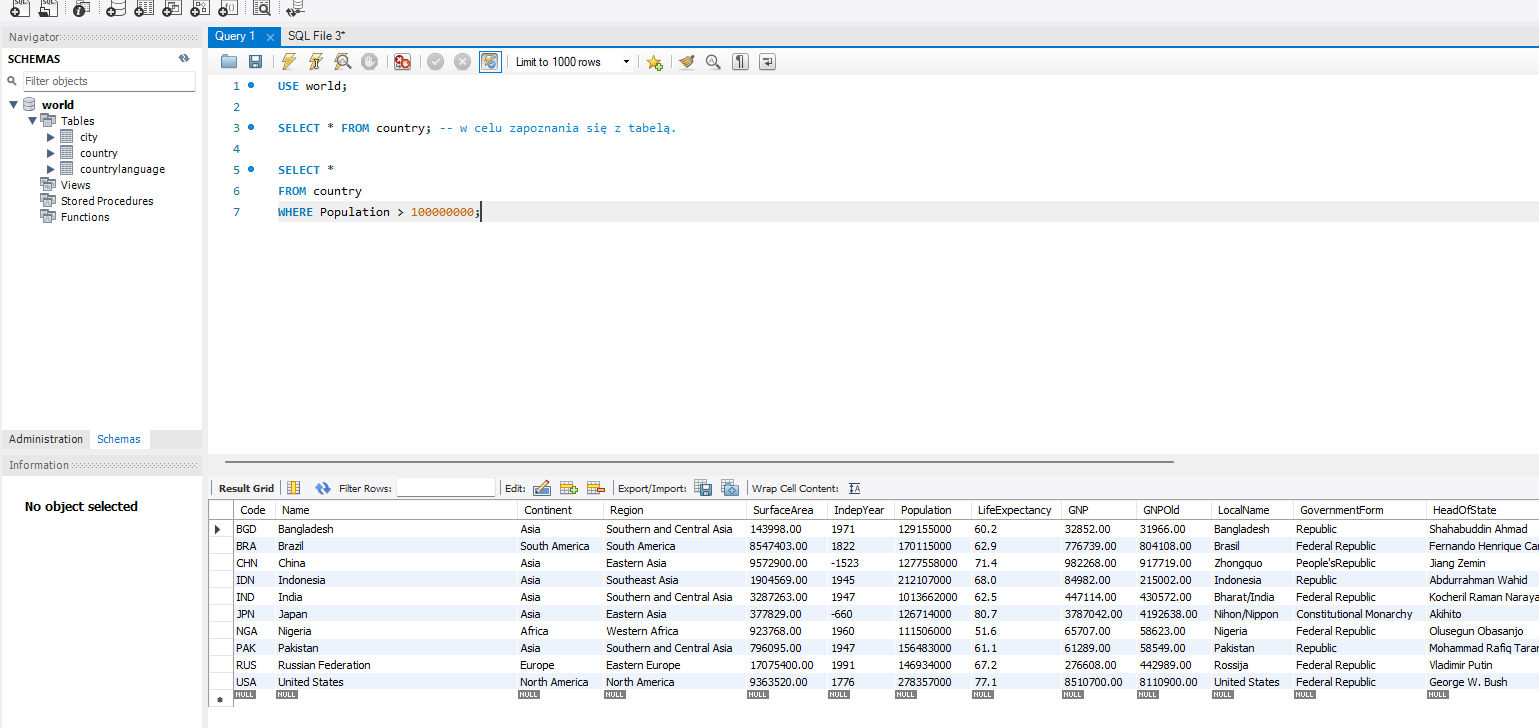 Navigator
SCHEMAS
Filter objects
world
Tables
city
country
countrylanguage
Views
Stored Procedures
Functions
Administration Schemas
Information
No object selected
Query 1 SQL File 3*
Limit to 1000 rows
1 USE world;
2
3 SELECT * FROM country; -- w celu zapoznania się z tabelą.
4
5 SELECT *
6 FROM country
7 WHERE Population > 100000000;
Result Grid Filter Rows: Edit: Export/Import: Wrap Cell Content:
Code Name Continent Region SurfaceArea IndepYear Population LifeExpectancy GNP GNPOld LocalName GovernmentForm HeadOfState
BGD Bangladesh Asia Southern and Central Asia 143998.00 1971 129155000 60.2 32852.00 31966.00 Bangladesh Republic Shahabuddin Ahmad
BRA Brazil South America South America 8547403.00 1822 170115000 62.9 776739.00 804108.00 Brasil Federal Republic Fernando Henrique Ca
CHN China Asia Eastern Asia 9572900.00 -1523 1277558000 71.4 982268.00 917719.00 Zhongquo People'sRepublic Jiang Zemin
IDN Indonesia Asia Southeast Asia 1904569.00 1945 212107000 68.0 84982.00 215002.00 Indonesia Republic Abdurrahman Wahid
IND India Asia Southern and Central Asia 3287263.00 1947 1013662000 62.5 447114.00 430572.00 Bharat/India Federal Republic Kocheril Raman Naraya
JPN Japan Asia Eastern Asia 377829.00 -660 126714000 80.7 3787042.00 4192638.00 Nihon/Nippon Constitutional Monarchy Akihito
NGA Nigeria Africa Western Africa 923768.00 1960 111506000 51.6 65707.00 58623.00 Nigeria Federal Republic Olusegun Obasanjo
PAK Pakistan Asia Southern and Central Asia 796095.00 1947 156483000 61.1 61289.00 58549.00 Pakistan Republic Mohammad Rafiq Tarar
RUS Russian Federation Europe Eastern Europe 17075400.00 1991 146934000 67.2 276608.00 442989.00 Rossija Federal Republic Vladimir Putin
USA United States North America North America 9363520.00 1776 278357000 77.1 8510700.00 8110900.00 United States Federal Republic George W. Bush
NULL NULL NULL NULL NULL NULL NULL NULL NULL NULL NULL NULL NULL